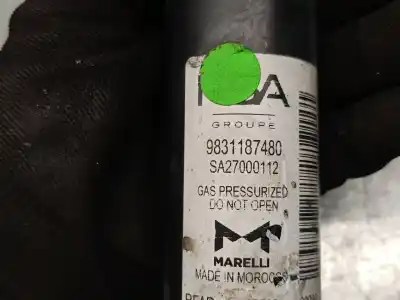 GROUPE
9831187480
SA27000112
GAS PRESSURIZED
DO NOT OPEN
MARELLI
MADE IN MOROCCO